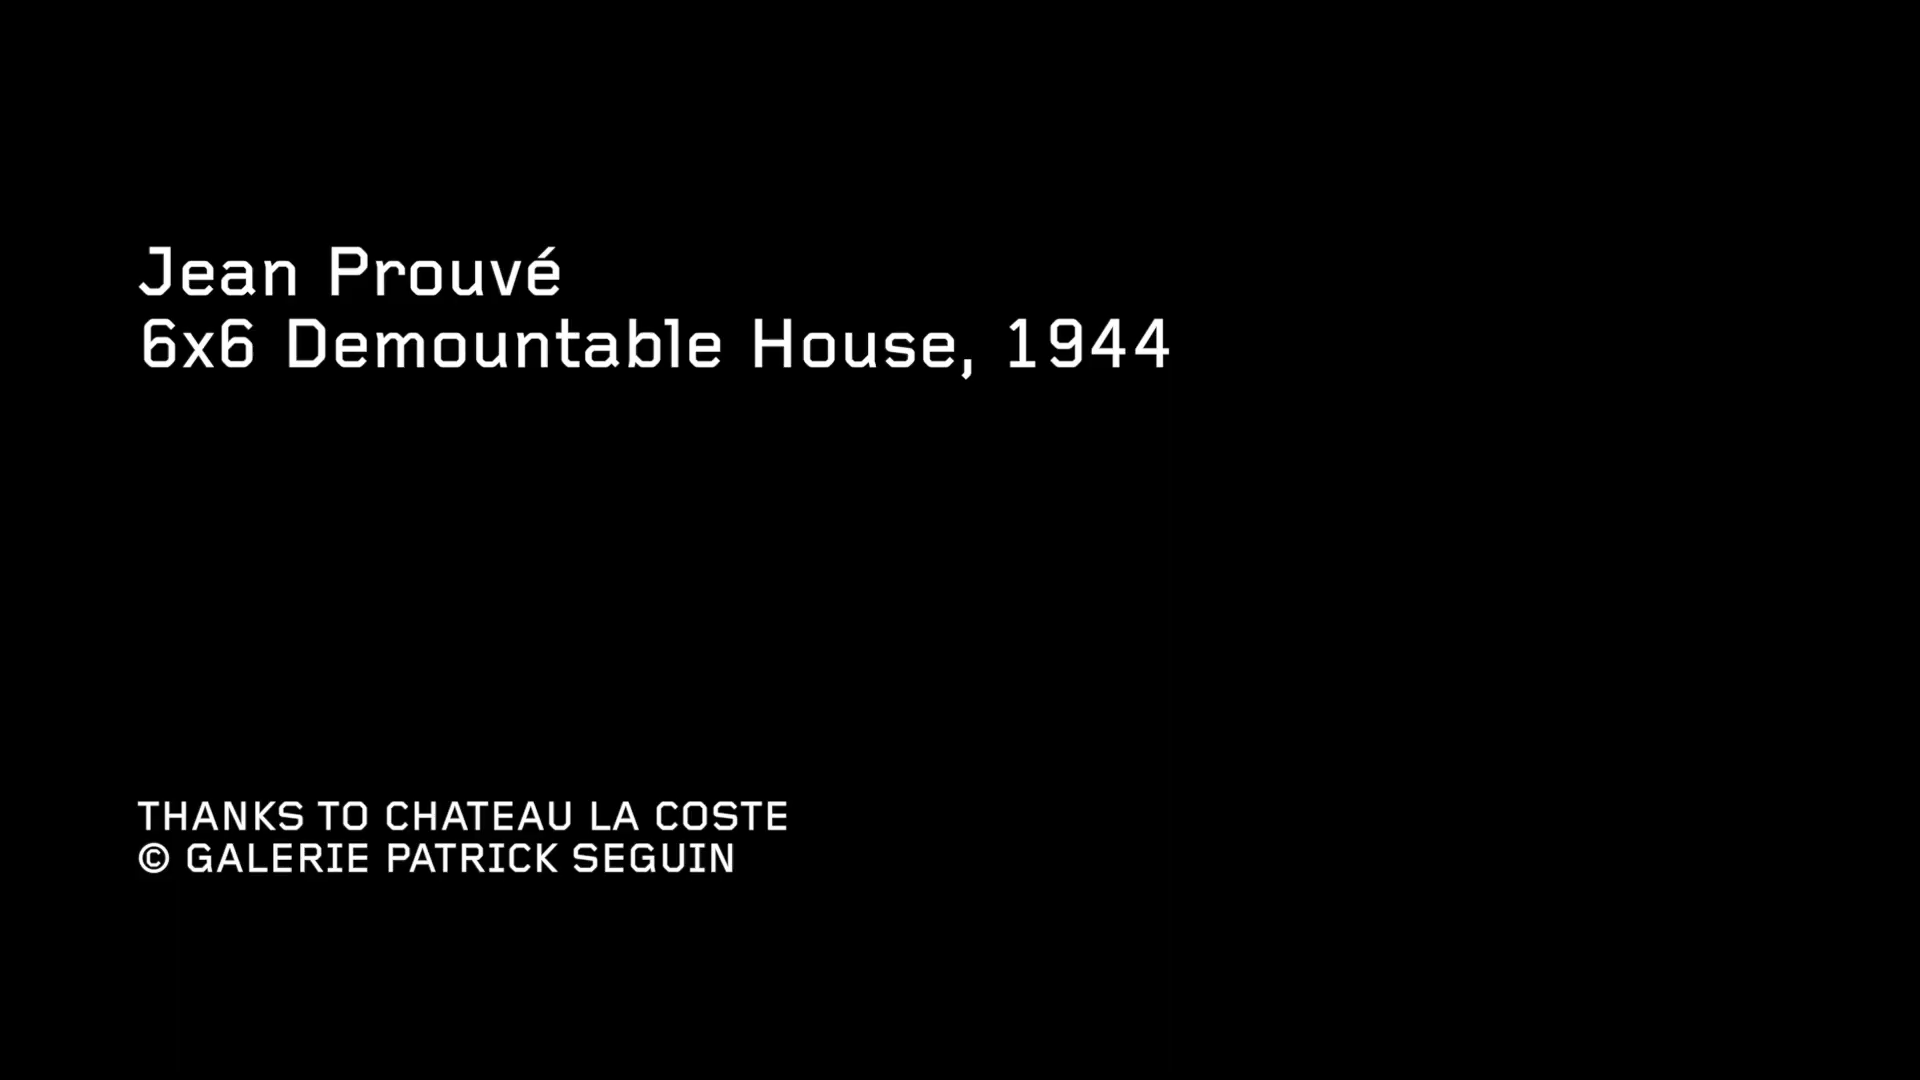 Jean Prouvé
6x6 Demountable House, 1944
THANKS TO CHATEAU LA COSTE
© GALERIE PATRICK SEGUIN